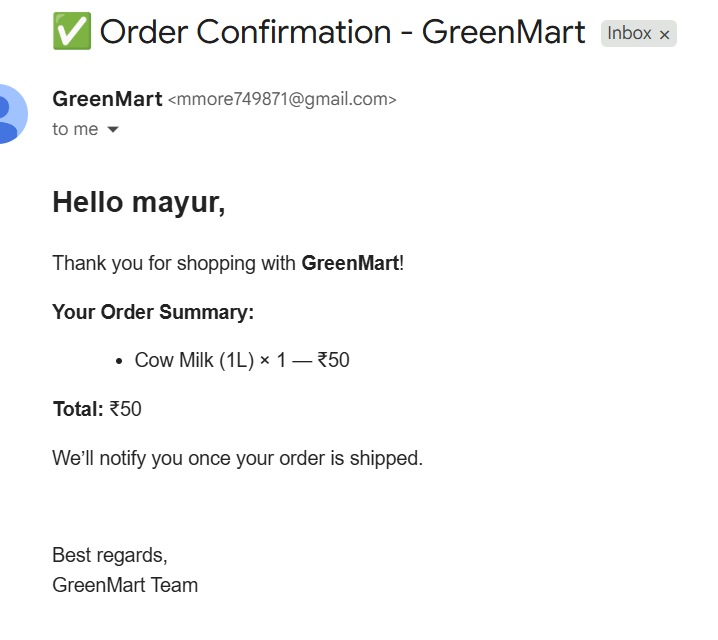 ✅ Order Confirmation - GreenMart Inbox ×
GreenMart <mmore749871@gmail.com>
to me
Hello mayur,
Thank you for shopping with GreenMart!
Your Order Summary:
• Cow Milk (1L) × 1 — ₹50
Total: ₹50
We’ll notify you once your order is shipped.
Best regards,
GreenMart Team